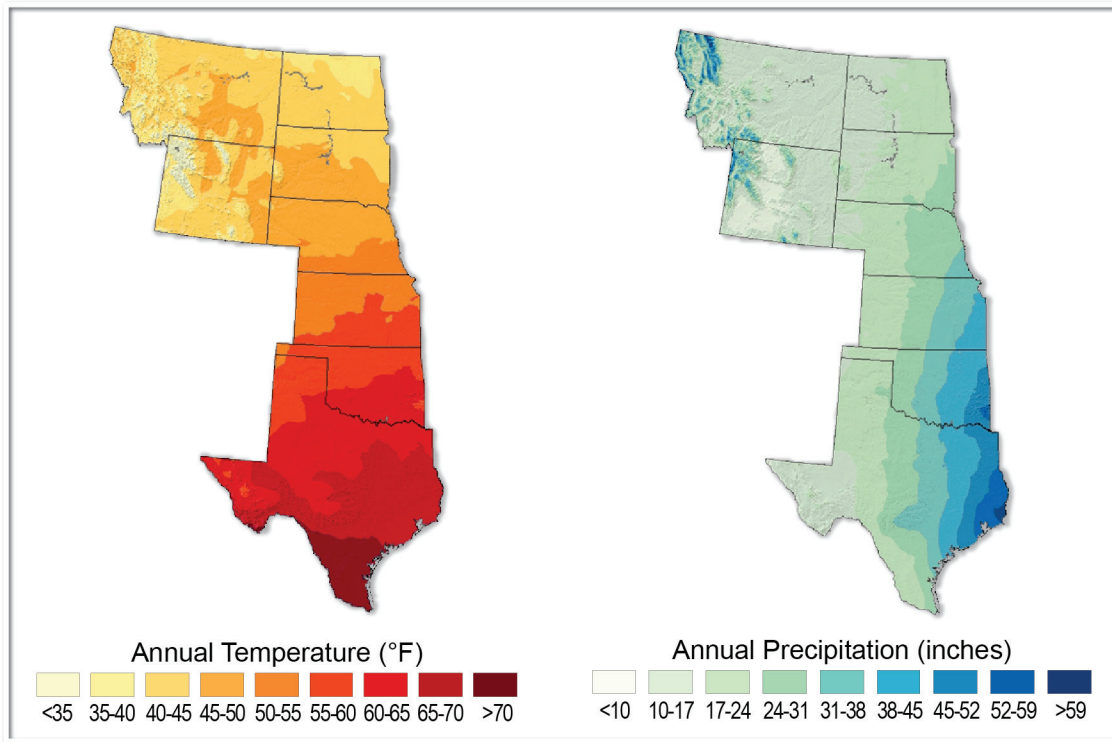 Annual Temperature (°F)
<35 35-40 40-45 45-50 50-55 55-60 60-65 65-70 >70
Annual Precipitation (inches)
<10 10-17 17-24 24-31 31-38 38-45 45-52 52-59 >59